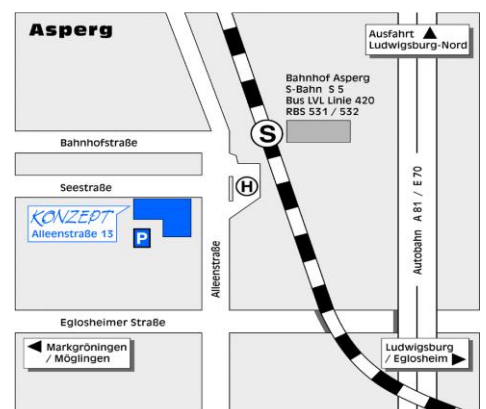 Asperg
Ausfahrt
Ludwigsburg-Nord
Bahnhof Asperg
S-Bahn S 5
Bus LVL Linie 420
RBS 531 / 532
S
Bahnhofstraße
Seestraße
H
KONZEPT
Alleenstraße 13
P
Alleenstraße
Autobahn A 81 / E 70
Eglosheimer Straße
Markgröningen
/ Möglingen
Ludwigsburg
/ Eglosheim